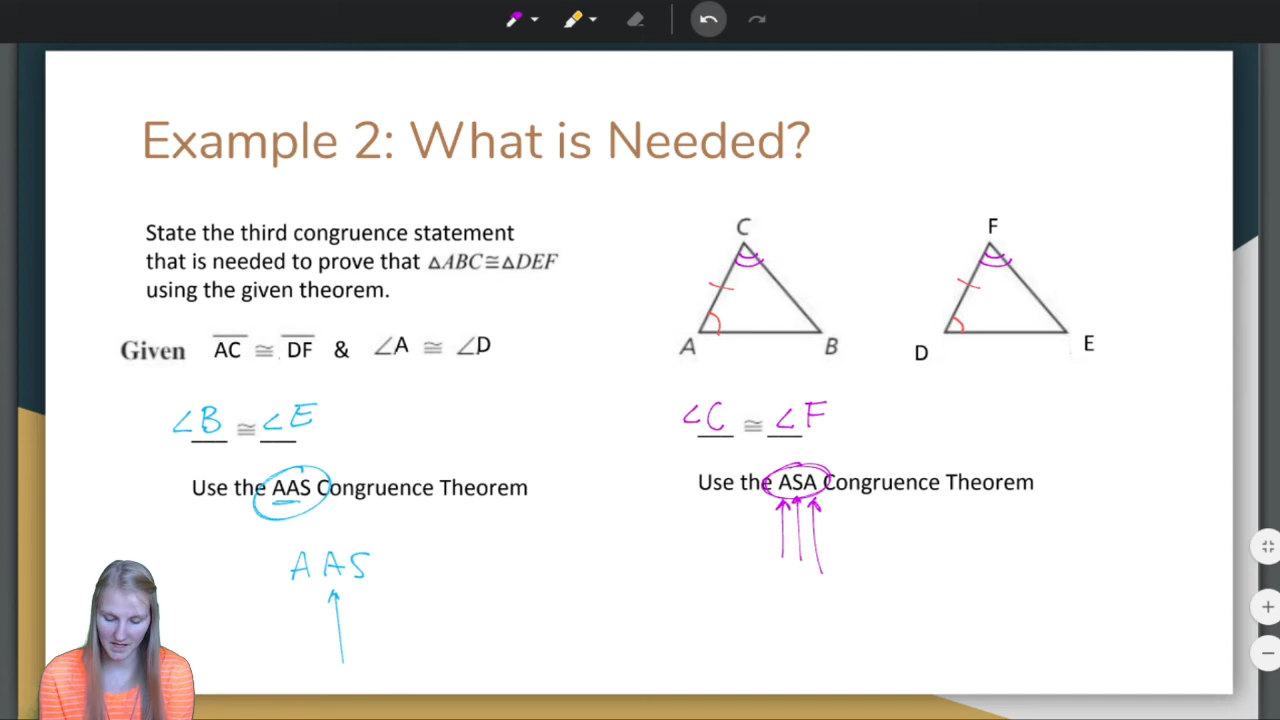 Example 2: What is Needed?
State the third congruence statement
that is needed to prove that △ABC≅△DEF
using the given theorem.
Given AC ≅ DF & ∠A ≅ ∠D
∠B ≅ ∠E
Use the AAS Congruence Theorem
AAS
C
A
B
F
D
E
∠C ≅ ∠F
Use the ASA Congruence Theorem